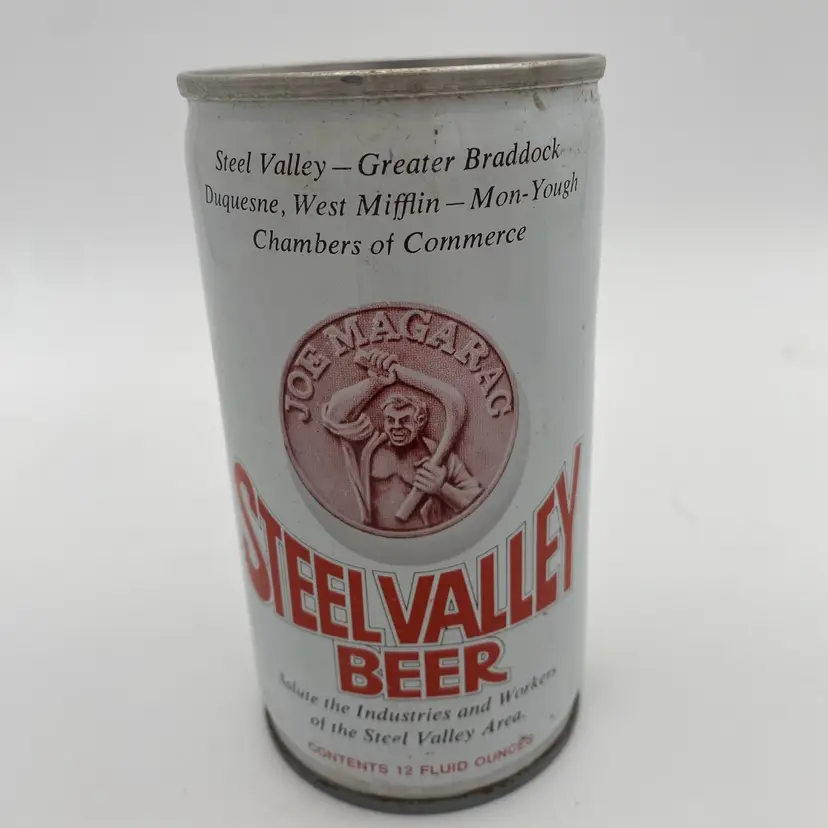 Steel Valley — Greater Braddock
Duquesne, West Mifflin — Mon-Yough
Chambers of Commerce
JOE MAGARAC
STEEL VALLEY
BEER
Salute the Industries and Workers
of the Steel Valley Area.
CONTENTS 12 FLUID OUNCES